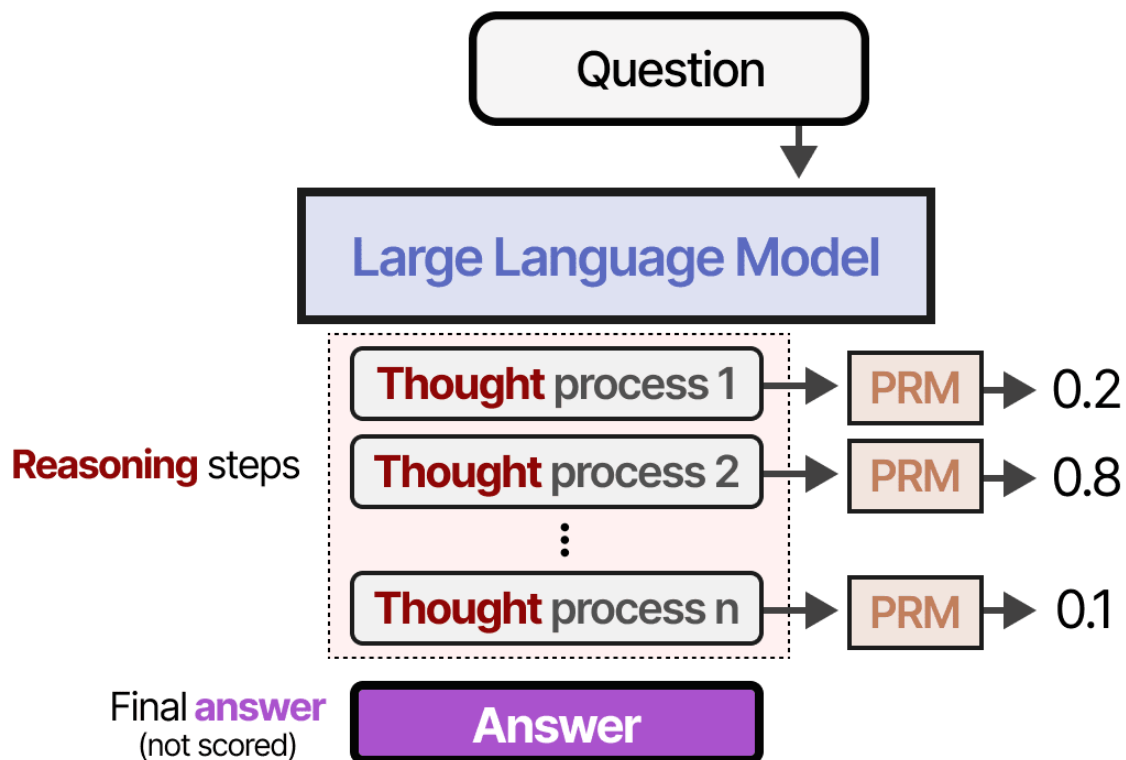 Question
Large Language Model
Thought process 1
PRM
0.2
Reasoning steps
Thought process 2
PRM
0.8
Thought process n
PRM
0.1
Final answer
(not scored)
Answer